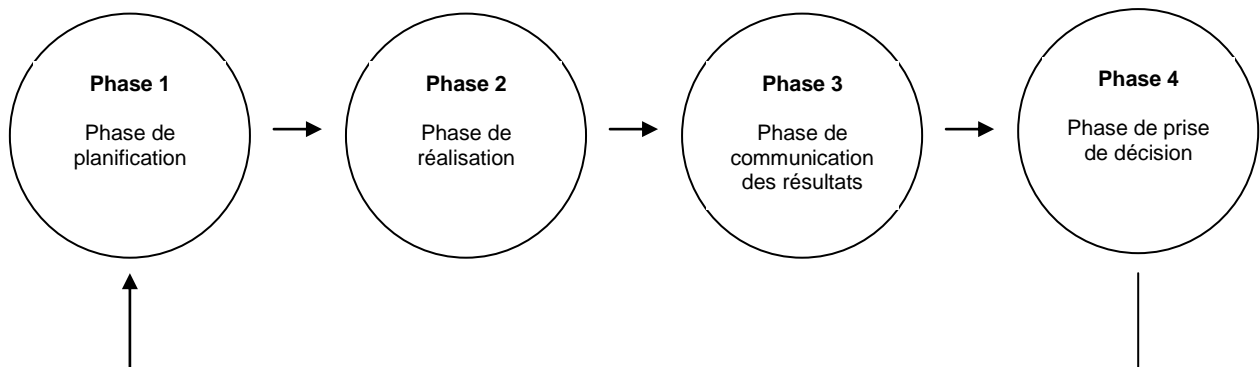 Phase 1
Phase de
planification
Phase 2
Phase de
réalisation
Phase 3
Phase de
communication
des résultats
Phase 4
Phase de prise
de décision